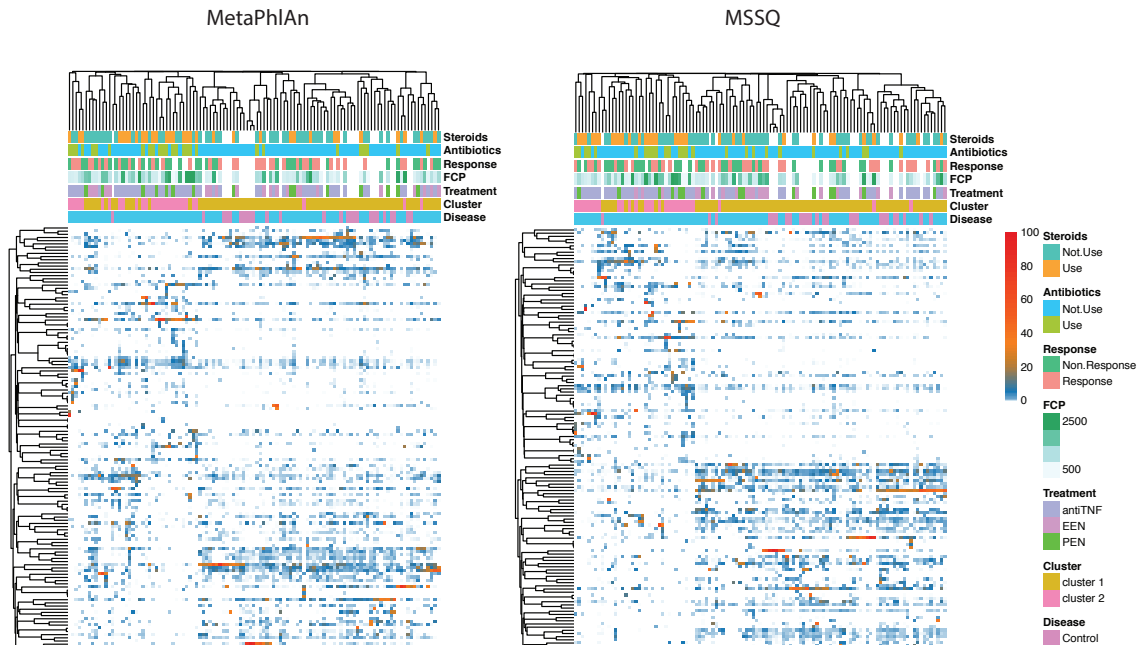 MetaPhlAn
MSSQ
Steroids
Antibiotics
Response
FCP
Treatment
Cluster
Disease
Steroids
Antibiotics
Response
FCP
Treatment
Cluster
Disease
100
80
60
40
20
0
Steroids
Not.Use
Use
Antibiotics
Not.Use
Use
Response
Non.Response
Response
FCP
2500
500
Treatment
antiTNF
EEN
PEN
Cluster
cluster 1
cluster 2
Disease
Control